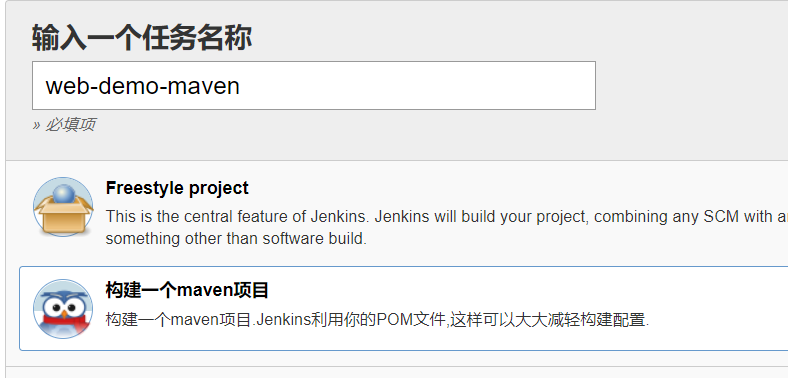 输入一个任务名称
web-demo-maven
» 必填项
Freestyle project
This is the central feature of Jenkins. Jenkins will build your project, combining any SCM with
something other than software build.
构建一个maven项目
构建一个maven项目.Jenkins利用你的POM文件,这样可以大大减轻构建配置.